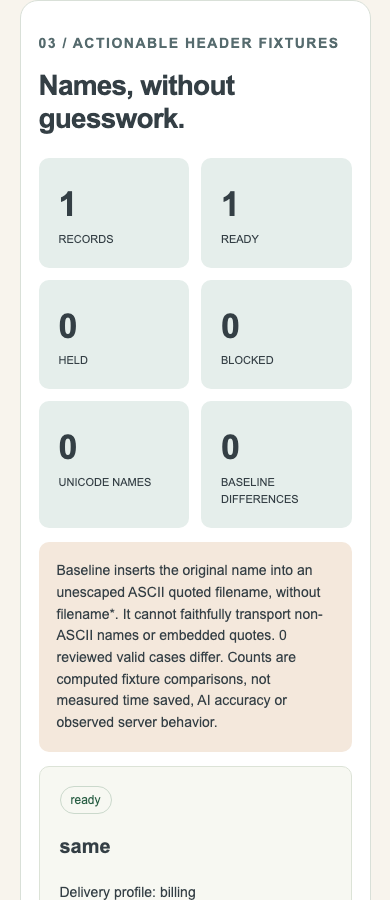 03 / ACTIONABLE HEADER FIXTURES
Names, without
guesswork.
1
RECORDS
1
READY
0
HELD
0
BLOCKED
0
UNICODE NAMES
0
BASELINE
DIFFERENCES
Baseline inserts the original name into an
unescaped ASCII quoted filename, without
filename*. It cannot faithfully transport non-
ASCII names or embedded quotes. 0
reviewed valid cases differ. Counts are
computed fixture comparisons, not
measured time saved, AI accuracy or
observed server behavior.
ready
same
Delivery profile: billing